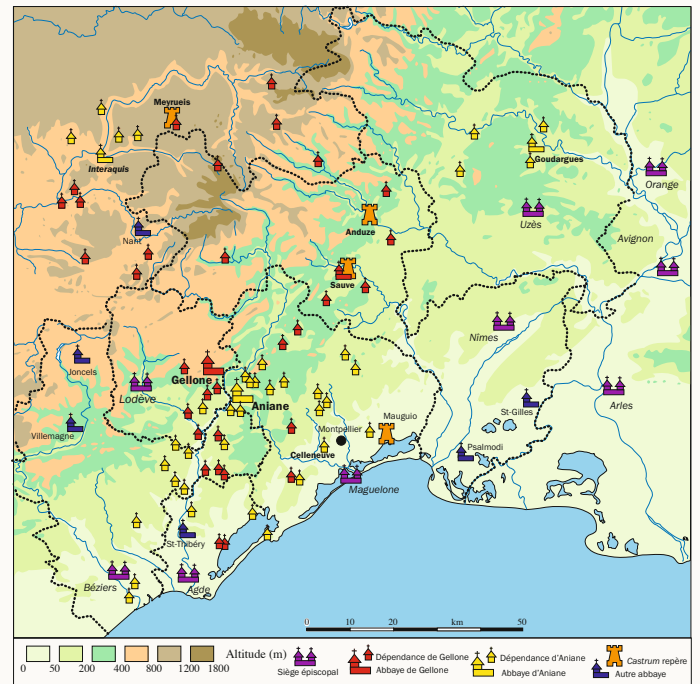 Meyrueis
Interaquis
Goudargues
Orange
Nant
Anduze
Uzès
Avignon
Sauve
Nîmes
Joncels
Gellone
Lodève
Aniane
Arles
St-Gilles
Villemagne
Montpellier
Mauguio
Psalmodi
Celleneuve
Maguelone
St-Thibéry
Béziers
Agde
0 10 20 km 50
0 50 200 400 800 1200 1800
Altitude (m)
Siège épiscopal
Dépendance de Gellone
Abbaye de Gellone
Dépendance d'Aniane
Abbaye d'Aniane
Castrum repère
Autre abbaye